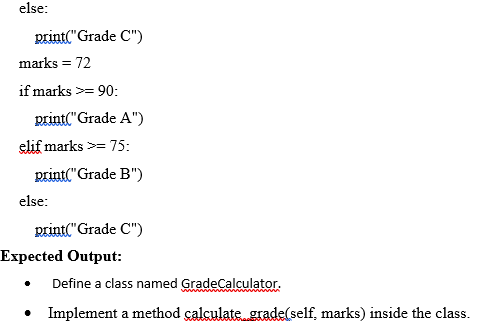 else:
print("Grade C")
marks = 72
if marks >= 90:
print("Grade A")
elif marks >= 75:
print("Grade B")
else:
print("Grade C")
Expected Output:
• Define a class named GradeCalculator.
• Implement a method calculate_grade(self, marks) inside the class.